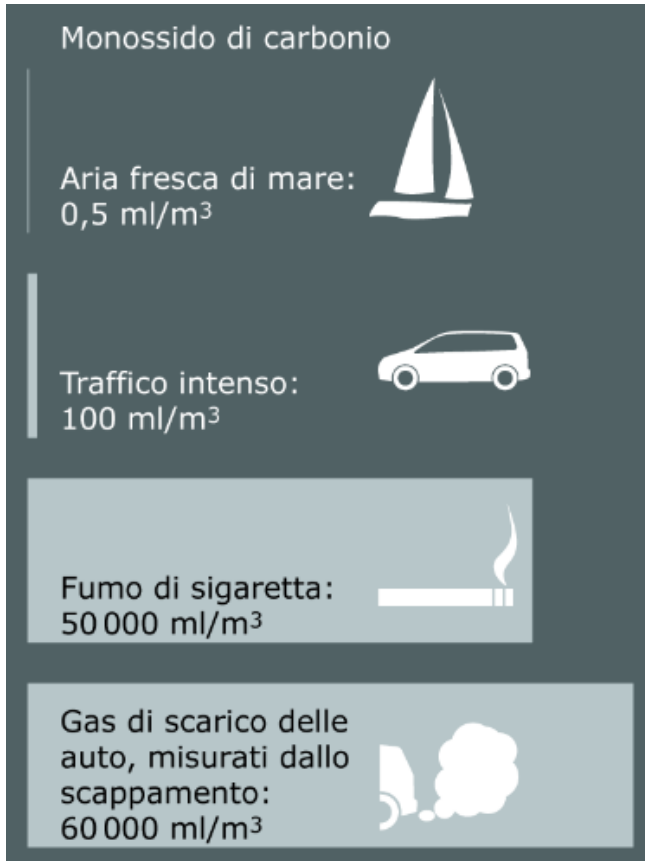 Monossido di carbonio
Aria fresca di mare:
0,5 ml/m³
Traffico intenso:
100 ml/m³
Fumo di sigaretta:
50 000 ml/m³
Gas di scarico delle
auto, misurati dallo
scappamento:
60 000 ml/m³